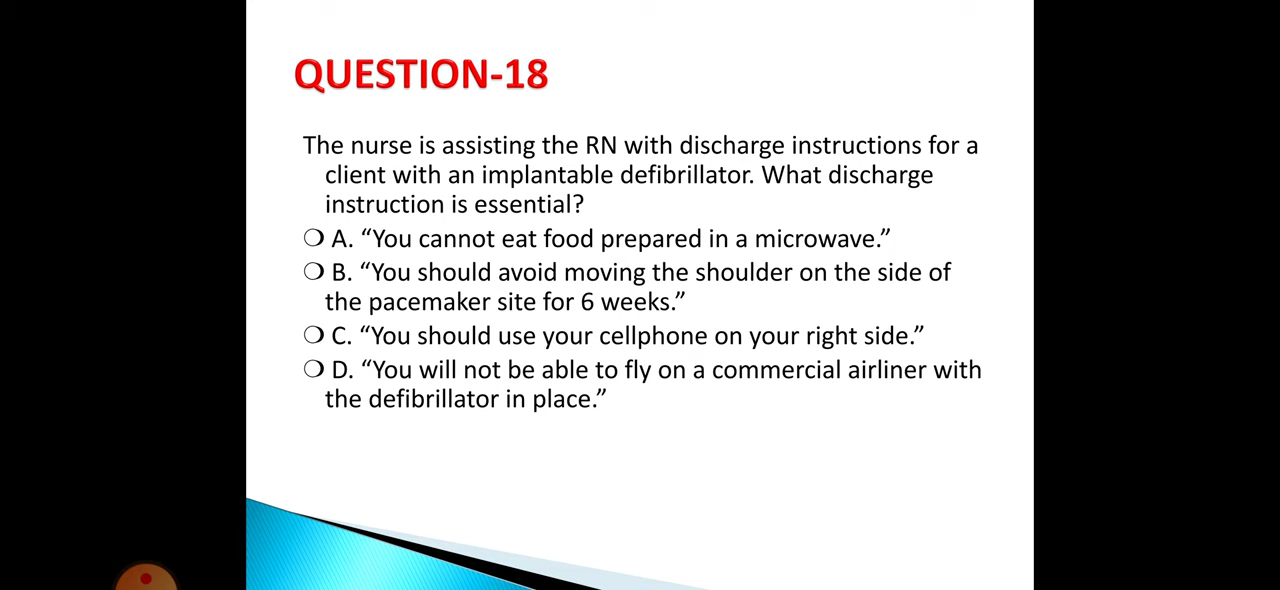 QUESTION-18
The nurse is assisting the RN with discharge instructions for a
client with an implantable defibrillator. What discharge
instruction is essential?
❍ A. “You cannot eat food prepared in a microwave.”
❍ B. “You should avoid moving the shoulder on the side of
the pacemaker site for 6 weeks.”
❍ C. “You should use your cellphone on your right side.”
❍ D. “You will not be able to fly on a commercial airliner with
the defibrillator in place.”